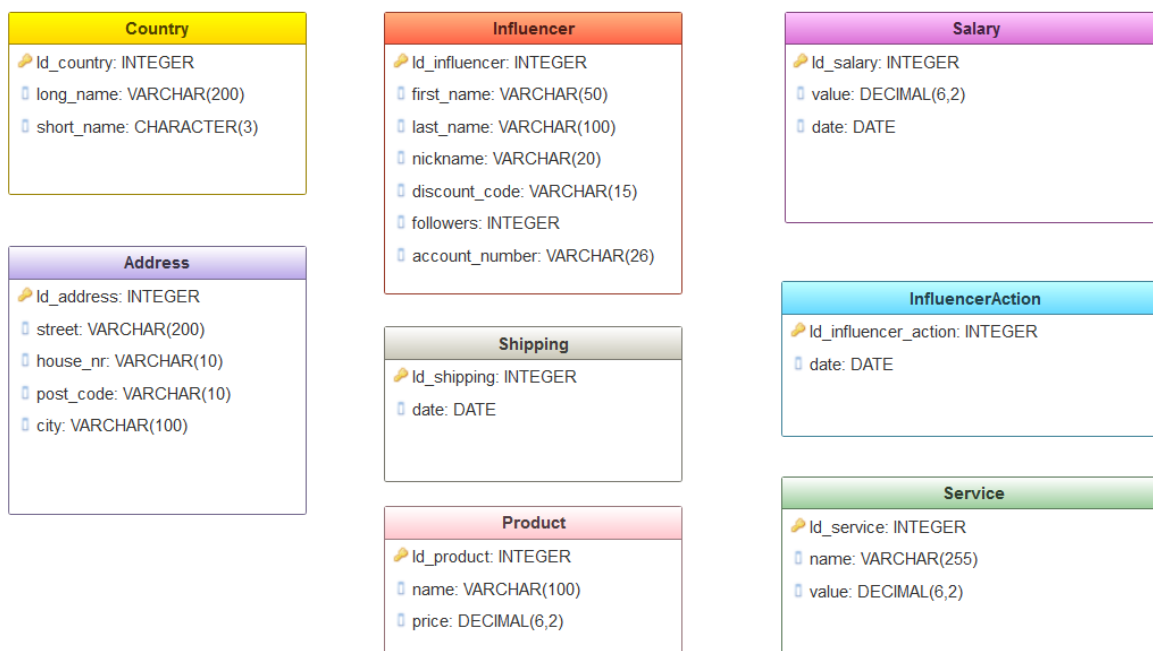 Country
Id_country: INTEGER
long_name: VARCHAR(200)
short_name: CHARACTER(3)
Address
Id_address: INTEGER
street: VARCHAR(200)
house_nr: VARCHAR(10)
post_code: VARCHAR(10)
city: VARCHAR(100)
Influencer
Id_influencer: INTEGER
first_name: VARCHAR(50)
last_name: VARCHAR(100)
nickname: VARCHAR(20)
discount_code: VARCHAR(15)
followers: INTEGER
account_number: VARCHAR(26)
Shipping
Id_shipping: INTEGER
date: DATE
Product
Id_product: INTEGER
name: VARCHAR(100)
price: DECIMAL(6,2)
Salary
Id_salary: INTEGER
value: DECIMAL(6,2)
date: DATE
InfluencerAction
Id_influencer_action: INTEGER
date: DATE
Service
Id_service: INTEGER
name: VARCHAR(255)
value: DECIMAL(6,2)